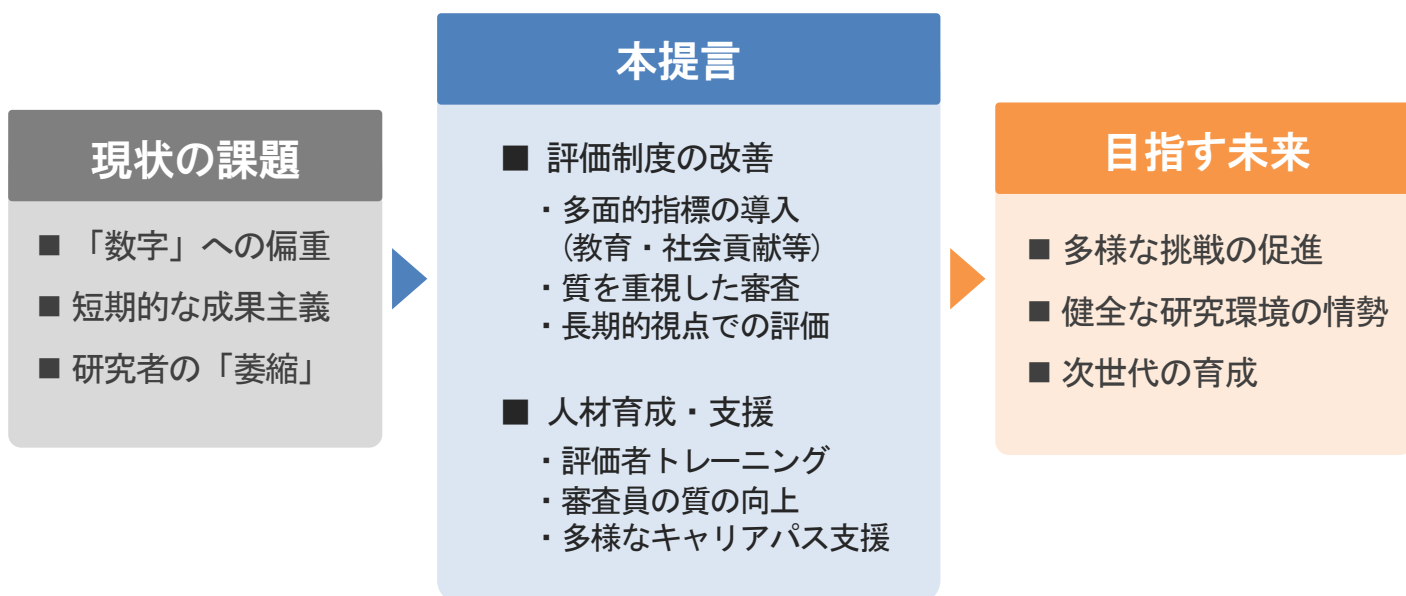 現状の課題
■ 「数字」への偏重
■ 短期的な成果主義
■ 研究者の「萎縮」
本提言
■ 評価制度の改善
・多面的指標の導入
（教育・社会貢献等）
・質を重視した審査
・長期的視点での評価
■ 人材育成・支援
・評価者トレーニング
・審査員の質の向上
・多様なキャリアパス支援
目指す未来
■ 多様な挑戦の促進
■ 健全な研究環境の情勢
■ 次世代の育成